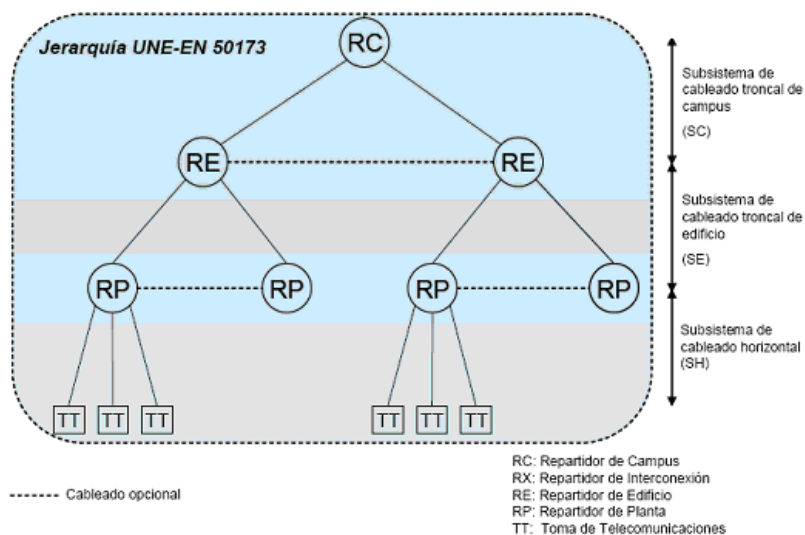 Jerarquía UNE-EN 50173
RC
RE
RE
RP
RP
RP
RP
TT
TT
TT
TT
TT
TT
Subsistema de
cableado troncal de
campus
(SC)
Subsistema de
cableado troncal de
edificio
(SE)
Subsistema de
cableado horizontal
(SH)
Cableado opcional
RC: Repartidor de Campus
RX: Repartidor de Interconexión
RE: Repartidor de Edificio
RP: Repartidor de Planta
TT: Toma de Telecomunicaciones